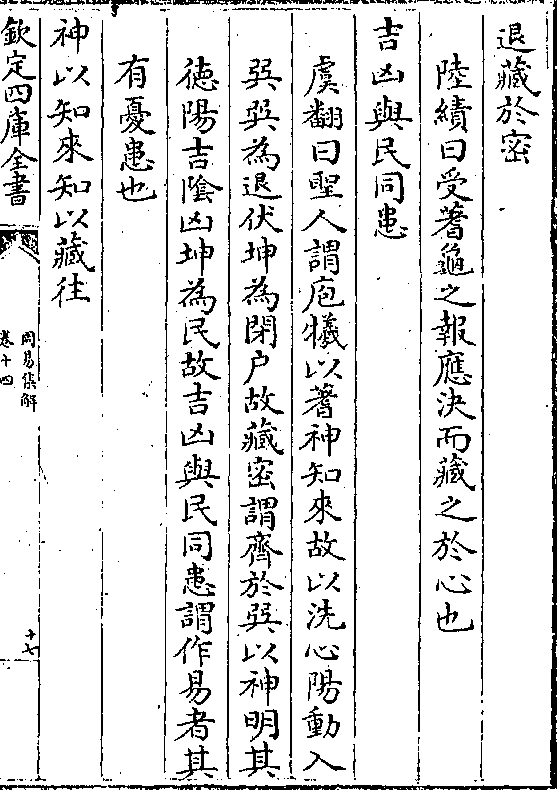 退藏於密
陸績曰受蓍龜之報應決而藏之於心也
吉凶與民同患
虞翻曰聖人謂庖犧以蓍神知來故以洗心陽動入
巽巽為退伏坤為閉户故藏密謂齊於巽以神明其
徳陽吉隂凶坤為民故吉凶與民同患謂作易者其
有憂患也
神以知來知以藏往
欽定四庫全書
周易集解
卷十四
十七